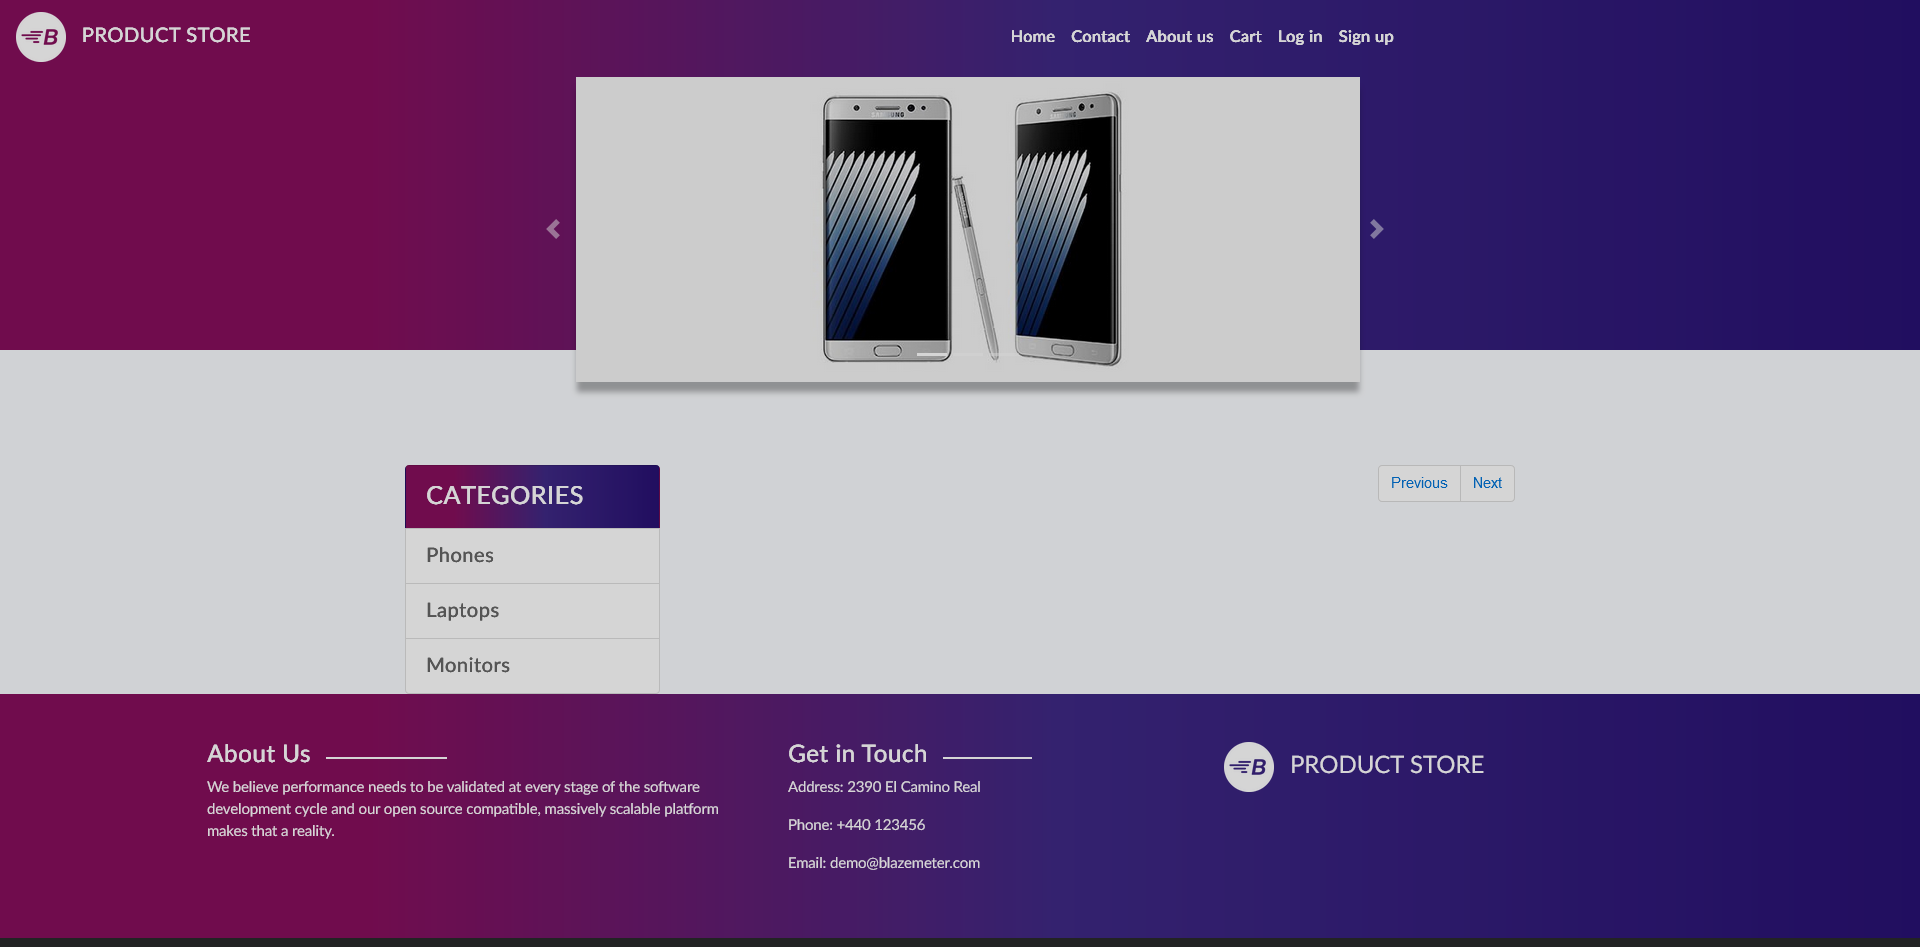 B PRODUCT STORE
Home Contact About us Cart Log in Sign up
SAMSUNG
CATEGORIES
Phones
Laptops
Monitors
Previous Next
About Us
We believe performance needs to be validated at every stage of the software
development cycle and our open source compatible, massively scalable platform
makes that a reality.
Get in Touch
Address: 2390 El Camino Real
Phone: +440 123456
Email: demo@blazemeter.com
B PRODUCT STORE